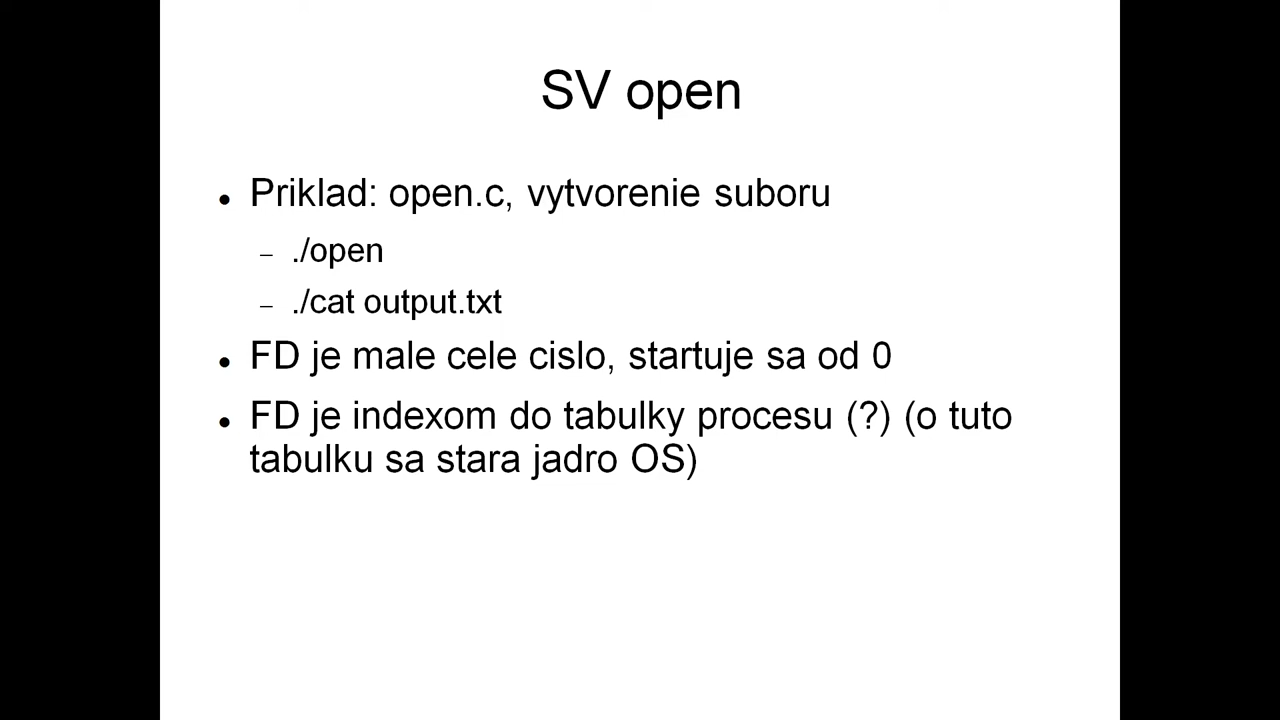 SV open
● Priklad: open.c, vytvorenie suboru
– ./open
– ./cat output.txt
● FD je male cele cislo, startuje sa od 0
● FD je indexom do tabulky procesu (?) (o tuto
tabulku sa stara jadro OS)